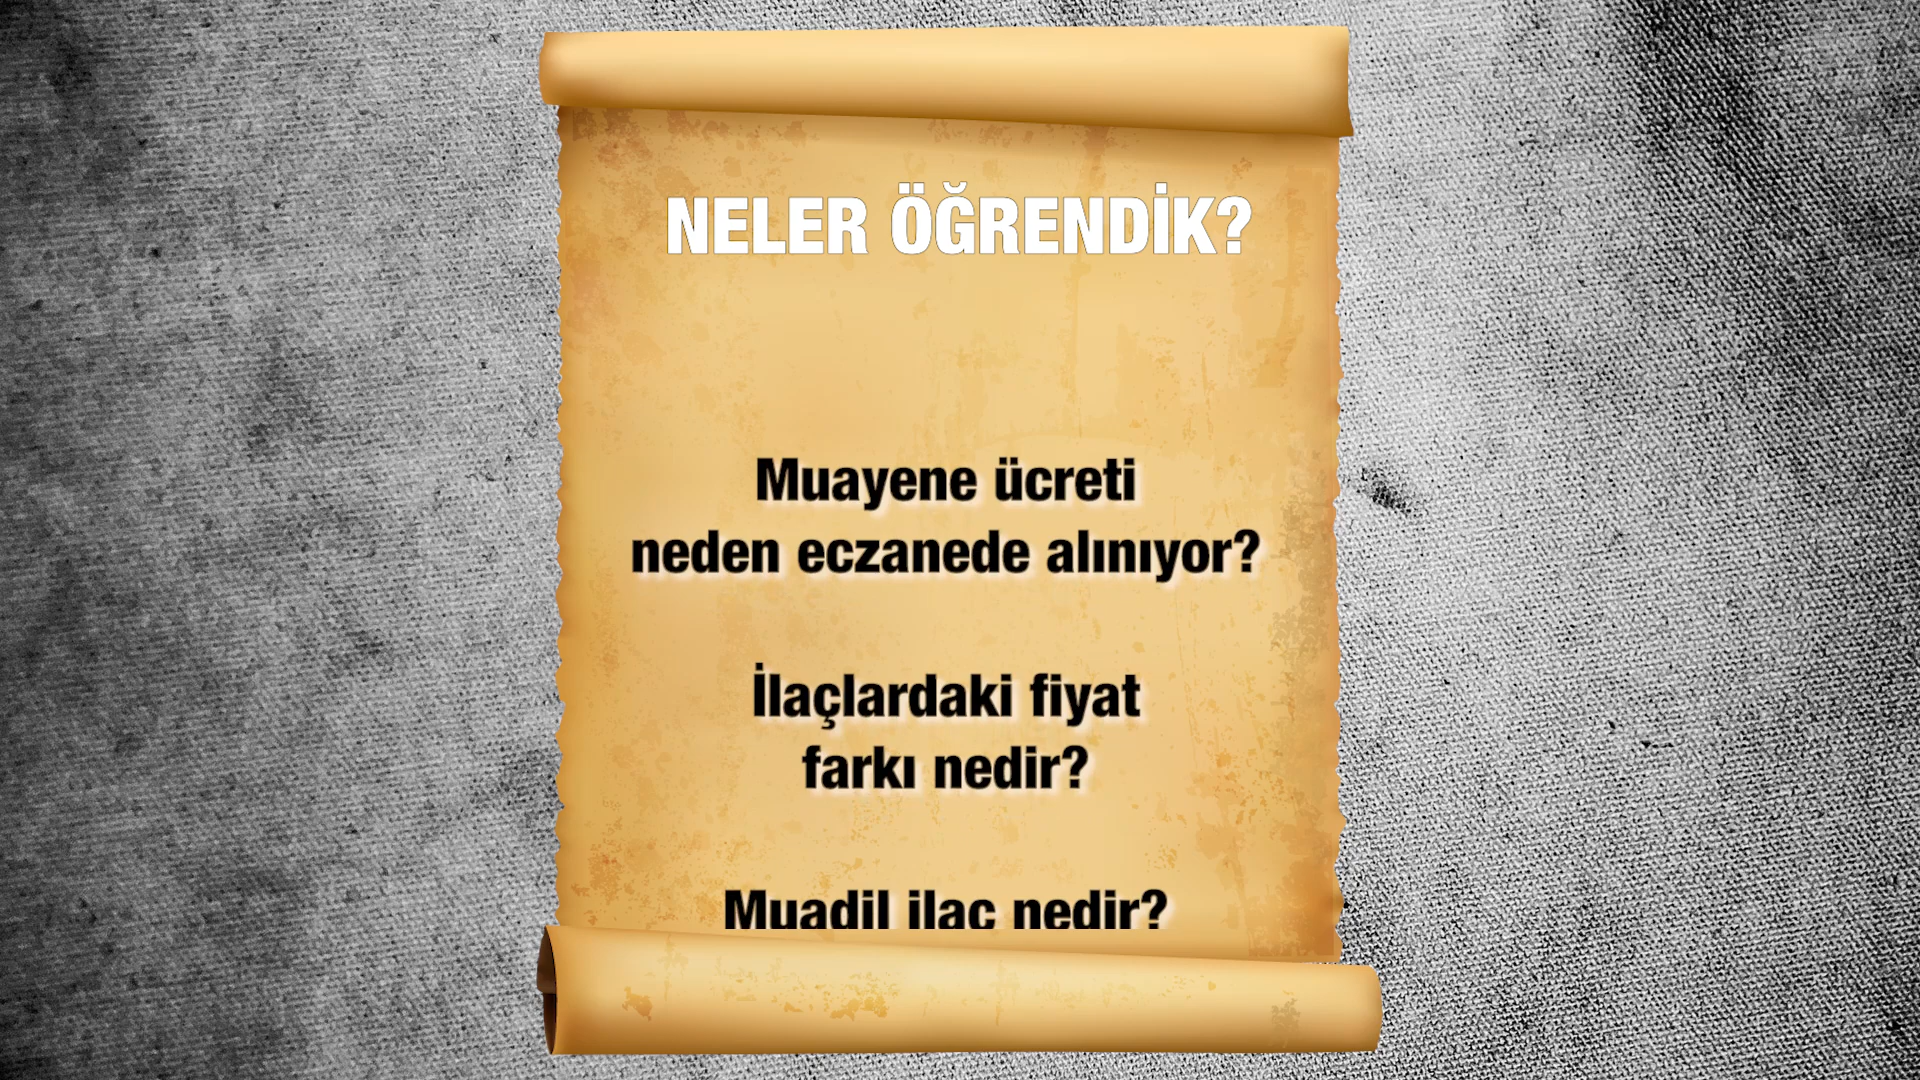 NELER ÖĞRENDİK?
Muayene ücreti
neden eczanede alınıyor?
İlaçlardaki fiyat
farkı nedir?
Muadil ilaç nedir?